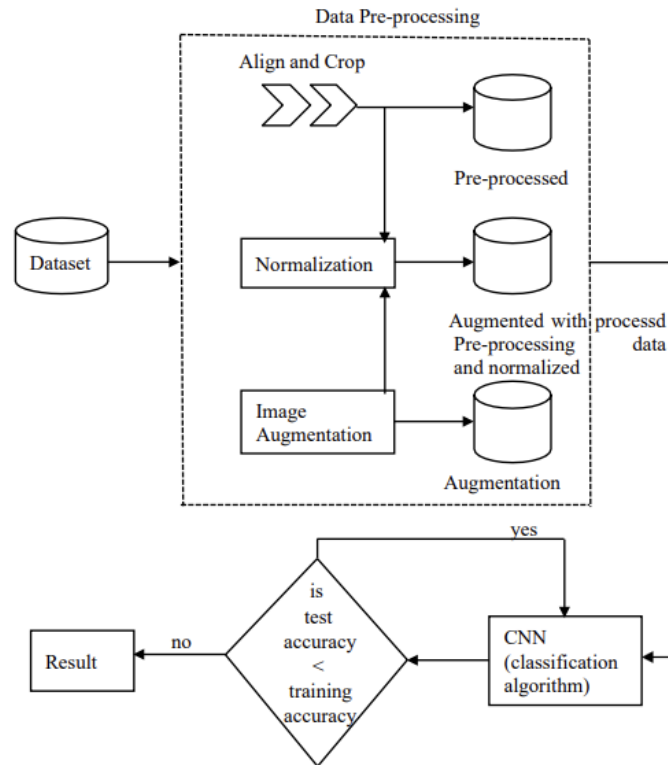 Data Pre-processing
Align and Crop
Pre-processed
Dataset
Normalization
Augmented with processd
Pre-processing data
and normalized
Image
Augmentation
Augmentation
yes
is
test
accuracy
<
training
accuracy
no
Result
CNN
(classification
algorithm)